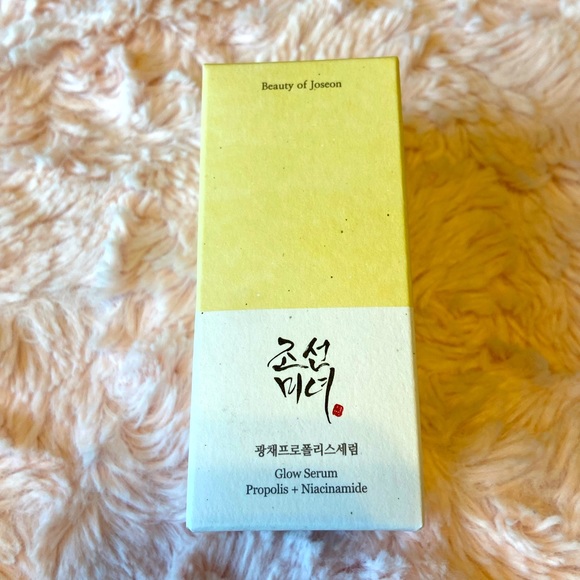 Beauty of Joseon
조선
미녀
광채프로폴리스세럼
Glow Serum
Propolis + Niacinamide